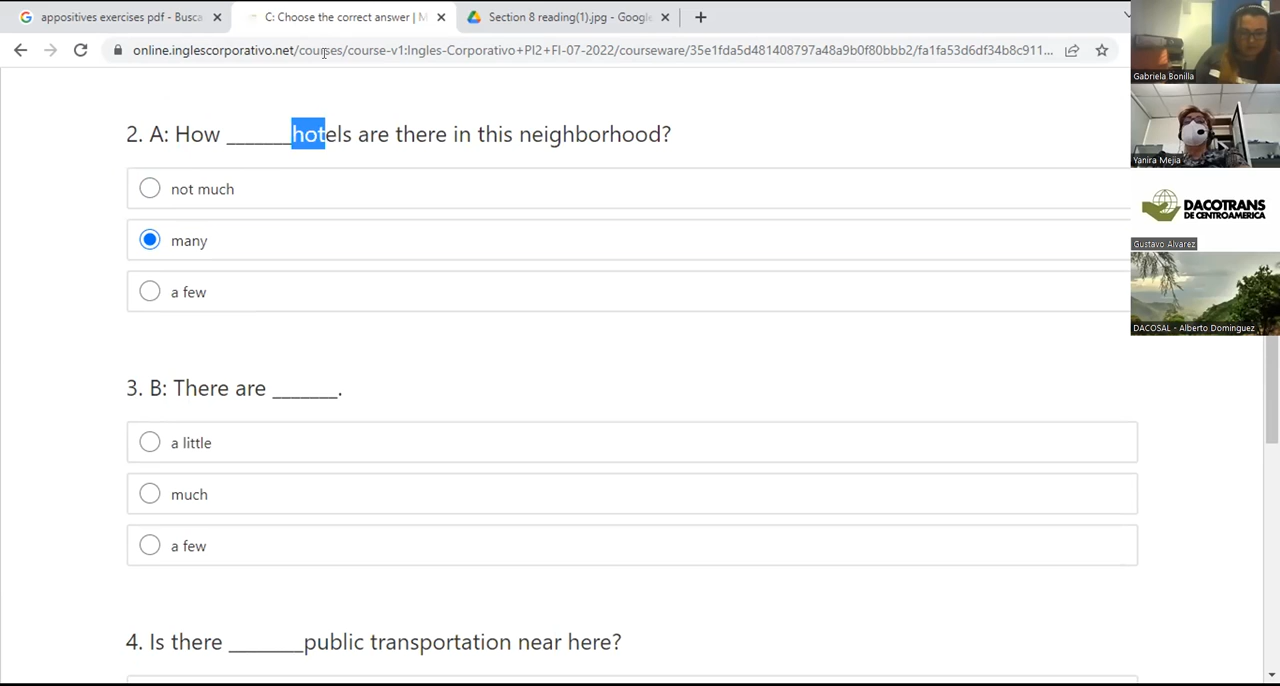 appositives exercises pdf - Busca
C: Choose the correct answer | M
Section 8 reading(1).jpg - Google
online.inglescorporativo.net/courses/course-v1:Ingles-Corporativo+PI2+FI-07-2022/courseware/35e1fda5d481408797a48a9b0f80bbb2/fa1fa53d6df34b8c911...
2. A: How _______hotels are there in this neighborhood?
not much
many
a few
3. B: There are _______.
a little
much
a few
4. Is there ________public transportation near here?
Gabriela Bonilla
Yanira Mejia
DACOTRANS
DE CENTROAMERICA
Gustavo Alvarez
DACOSAL - Alberto Dominguez